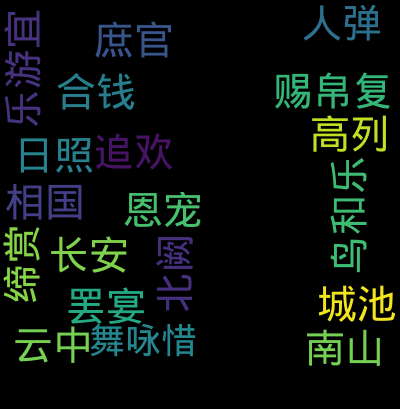 乐游宜
庶官
人弹
合钱
赐帛复
高列
日照
追欢
鸟和乐
相国
恩宠
缔赏
长安
北阙
罢宴
城池
云中
舞咏惜
南山